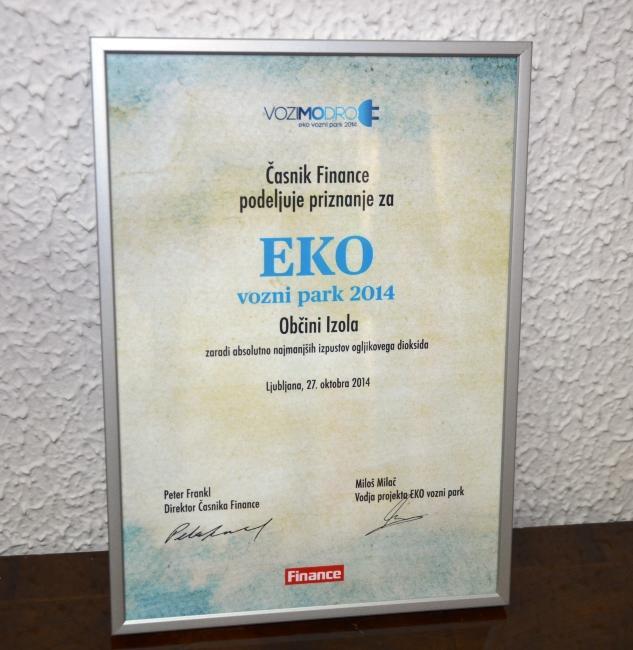 VOZIMODRO
eko vozni park 2014
Časnik Finance
podeljuje priznanje za
EKO
vozni park 2014
Občini Izola
zaradi absolutno najmanjših izpustov ogljikovega dioksida
Ljubljana, 27. oktobra 2014
Peter Frankl
Direktor Časnika Finance
Miloš Milač
Vodja projekta EKO vozni park
Finance